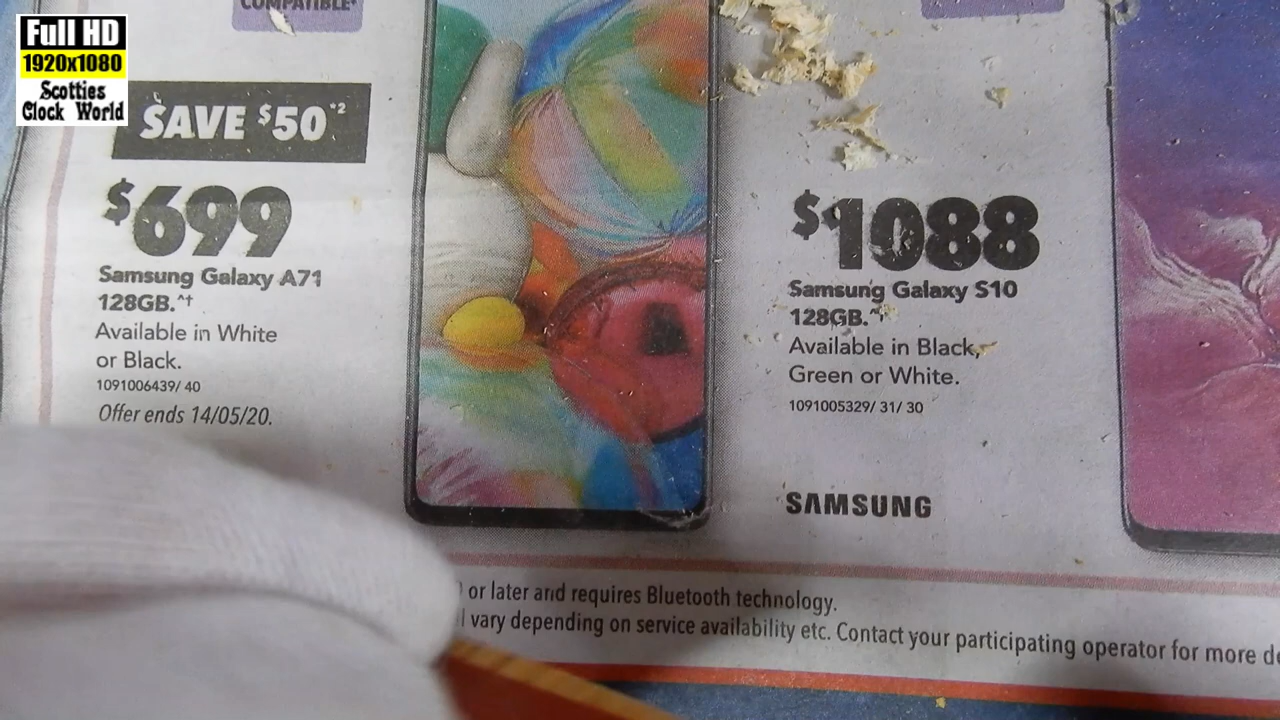 COMPATIBLE
Full HD
1920x1080
Scotties
Clock World
SAVE $50*2
$699
Samsung Galaxy A71
128GB.^†
Available in White
or Black.
1091006439/ 40
Offer ends 14/05/20.
$1088
Samsung Galaxy S10
128GB.^†
Available in Black,
Green or White.
1091005329/ 31/ 30
SAMSUNG
or later and requires Bluetooth technology.
vary depending on service availability etc. Contact your participating operator for more